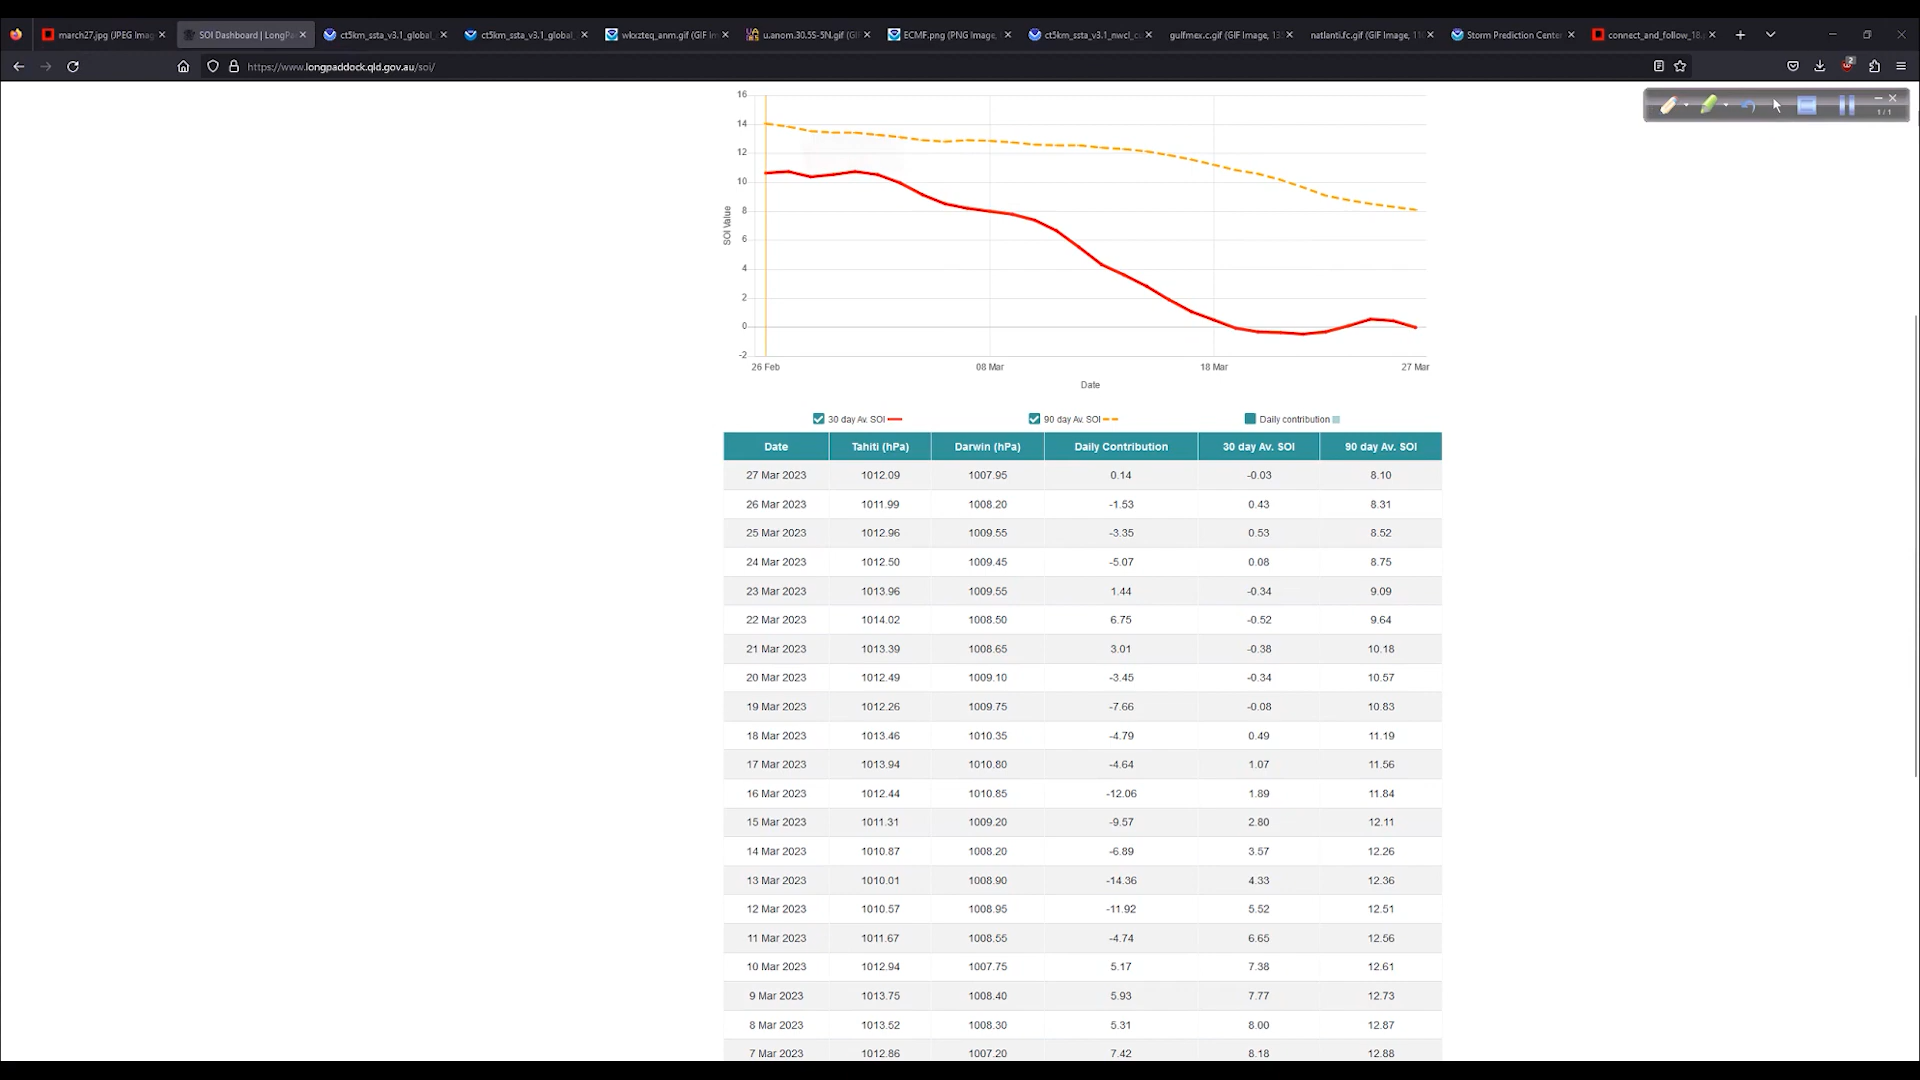 march27.jpg (JPEG Imag
SOI Dashboard | LongPa
ct5km_ssta_v3.1_global_
ct5km_ssta_v3.1_global_
wkxzteq_anm.gif (GIF Im
u.anom.30.5S-5N.gif (GIF
ECMF.png (PNG Image,
ct5km_ssta_v3.1_nwcl_c
gulfmex.c.gif (GIF Image, 13
natlanti.fc.gif (GIF Image, 11
Storm Prediction Center
connect_and_follow_18.
https://www.longpaddock.qld.gov.au/soi/
2
1 / 1
16
14
12
10
8
6
4
2
0
-2
SOI Value
26 Feb 08 Mar 18 Mar 27 Mar
Date
30 day Av. SOI 90 day Av. SOI Daily contribution
Date Tahiti (hPa) Darwin (hPa) Daily Contribution 30 day Av. SOI 90 day Av. SOI
27 Mar 2023 1012.09 1007.95 0.14 -0.03 8.10
26 Mar 2023 1011.99 1008.20 -1.53 0.43 8.31
25 Mar 2023 1012.96 1009.55 -3.35 0.53 8.52
24 Mar 2023 1012.50 1009.45 -5.07 0.08 8.75
23 Mar 2023 1013.96 1009.55 1.44 -0.34 9.09
22 Mar 2023 1014.02 1008.50 6.75 -0.52 9.64
21 Mar 2023 1013.39 1008.65 3.01 -0.38 10.18
20 Mar 2023 1012.49 1009.10 -3.45 -0.34 10.57
19 Mar 2023 1012.26 1009.75 -7.66 -0.08 10.83
18 Mar 2023 1013.46 1010.35 -4.79 0.49 11.19
17 Mar 2023 1013.94 1010.80 -4.64 1.07 11.56
16 Mar 2023 1012.44 1010.85 -12.06 1.89 11.84
15 Mar 2023 1011.31 1009.20 -9.57 2.80 12.11
14 Mar 2023 1010.87 1008.20 -6.89 3.57 12.26
13 Mar 2023 1010.01 1008.90 -14.36 4.33 12.36
12 Mar 2023 1010.57 1008.95 -11.92 5.52 12.51
11 Mar 2023 1011.67 1008.55 -4.74 6.65 12.56
10 Mar 2023 1012.94 1007.75 5.17 7.38 12.61
9 Mar 2023 1013.75 1008.40 5.93 7.77 12.73
8 Mar 2023 1013.52 1008.30 5.31 8.00 12.87
7 Mar 2023 1012.86 1007.20 7.42 8.18 12.88